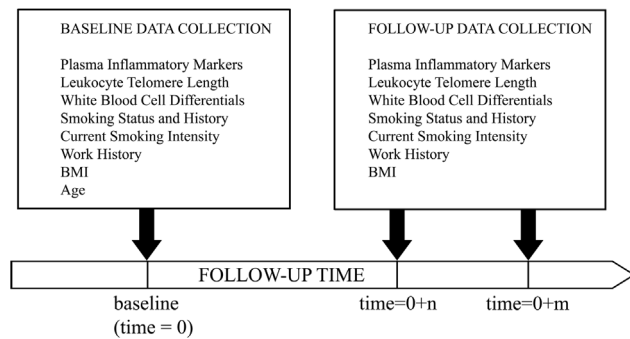 BASELINE DATA COLLECTION
Plasma Inflammatory Markers
Leukocyte Telomere Length
White Blood Cell Differentials
Smoking Status and History
Current Smoking Intensity
Work History
BMI
Age
FOLLOW-UP DATA COLLECTION
Plasma Inflammatory Markers
Leukocyte Telomere Length
White Blood Cell Differentials
Smoking Status and History
Current Smoking Intensity
Work History
BMI
FOLLOW-UP TIME
baseline
(time = 0)
time=0+n
time=0+m